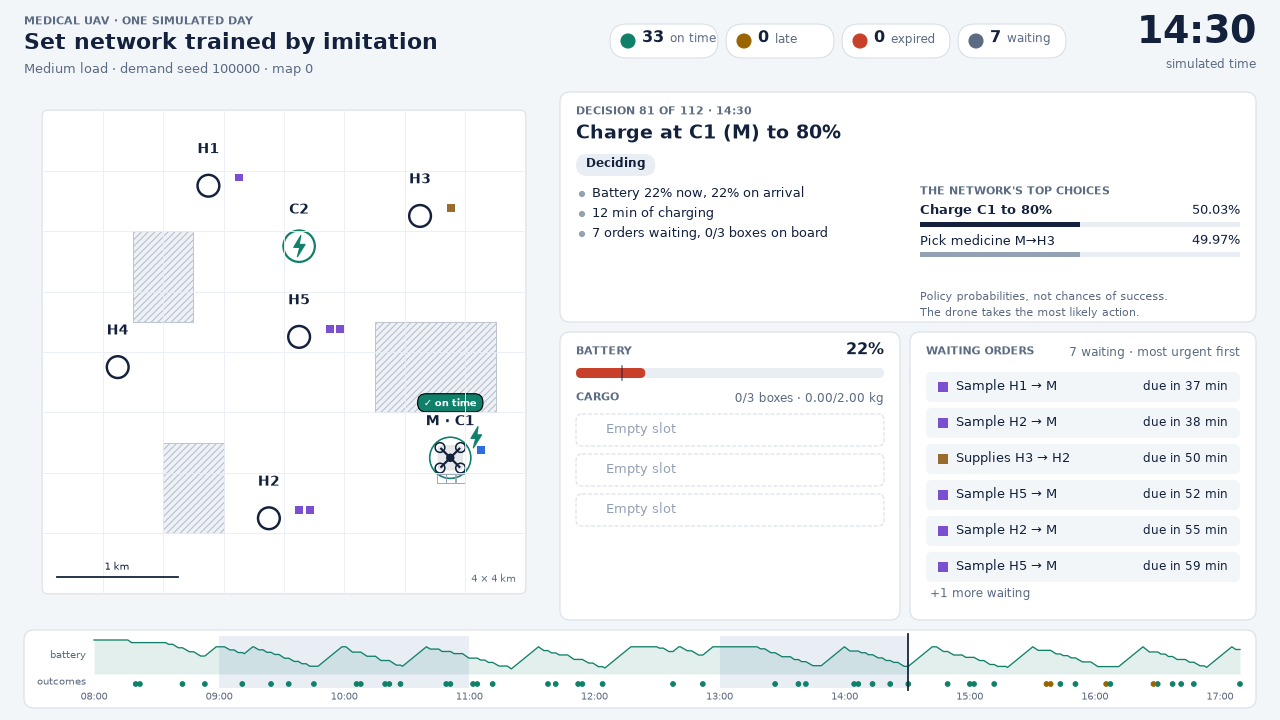 MEDICAL UAV · ONE SIMULATED DAY
Set network trained by imitation
Medium load · demand seed 100000 · map 0
33 on time
0 late
0 expired
7 waiting
14:30
simulated time
H1
H3
C2
H5
H4
✓ on time
M · C1
H2
1 km
4 × 4 km
DECISION 81 OF 112 · 14:30
Charge at C1 (M) to 80%
Deciding
Battery 22% now, 22% on arrival
12 min of charging
7 orders waiting, 0/3 boxes on board
THE NETWORK'S TOP CHOICES
Charge C1 to 80% 50.03%
Pick medicine M→H3 49.97%
Policy probabilities, not chances of success.
The drone takes the most likely action.
BATTERY 22%
CARGO 0/3 boxes · 0.00/2.00 kg
Empty slot
Empty slot
Empty slot
WAITING ORDERS 7 waiting · most urgent first
Sample H1 → M due in 37 min
Sample H2 → M due in 38 min
Supplies H3 → H2 due in 50 min
Sample H5 → M due in 52 min
Sample H2 → M due in 55 min
Sample H5 → M due in 59 min
+1 more waiting
battery
outcomes
08:00 09:00 10:00 11:00 12:00 13:00 14:00 15:00 16:00 17:00